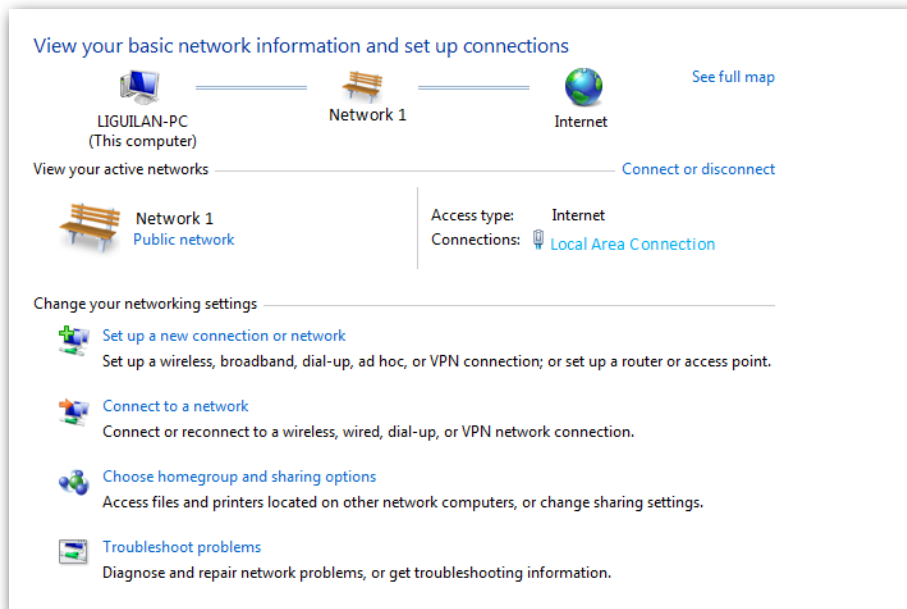 View your basic network information and set up connections
See full map
LIGUILAN-PC
(This computer)
Network 1
Internet
View your active networks
Connect or disconnect
Network 1
Public network
Access type: Internet
Connections: Local Area Connection
Change your networking settings
Set up a new connection or network
Set up a wireless, broadband, dial-up, ad hoc, or VPN connection; or set up a router or access point.
Connect to a network
Connect or reconnect to a wireless, wired, dial-up, or VPN network connection.
Choose homegroup and sharing options
Access files and printers located on other network computers, or change sharing settings.
Troubleshoot problems
Diagnose and repair network problems, or get troubleshooting information.